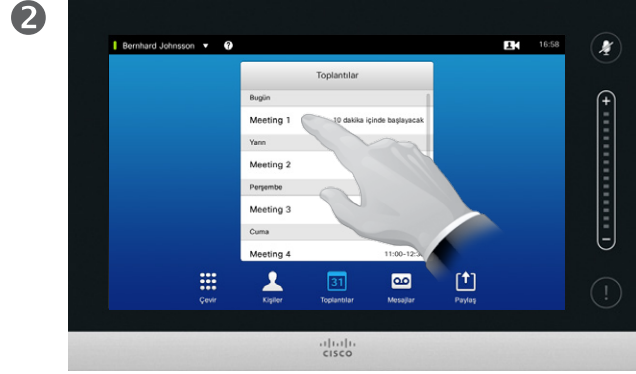 2
Bernhard Johnsson ? 16:58
Toplantılar
Bugün
Meeting 1 10 dakika içinde başlayacak
Yarın
Meeting 2
Perşembe
Meeting 3
Cuma
Meeting 4 11:00-12:3
31
Çevir Kişiler Toplantılar Mesajlar Paylaş
+
-
!
CISCO